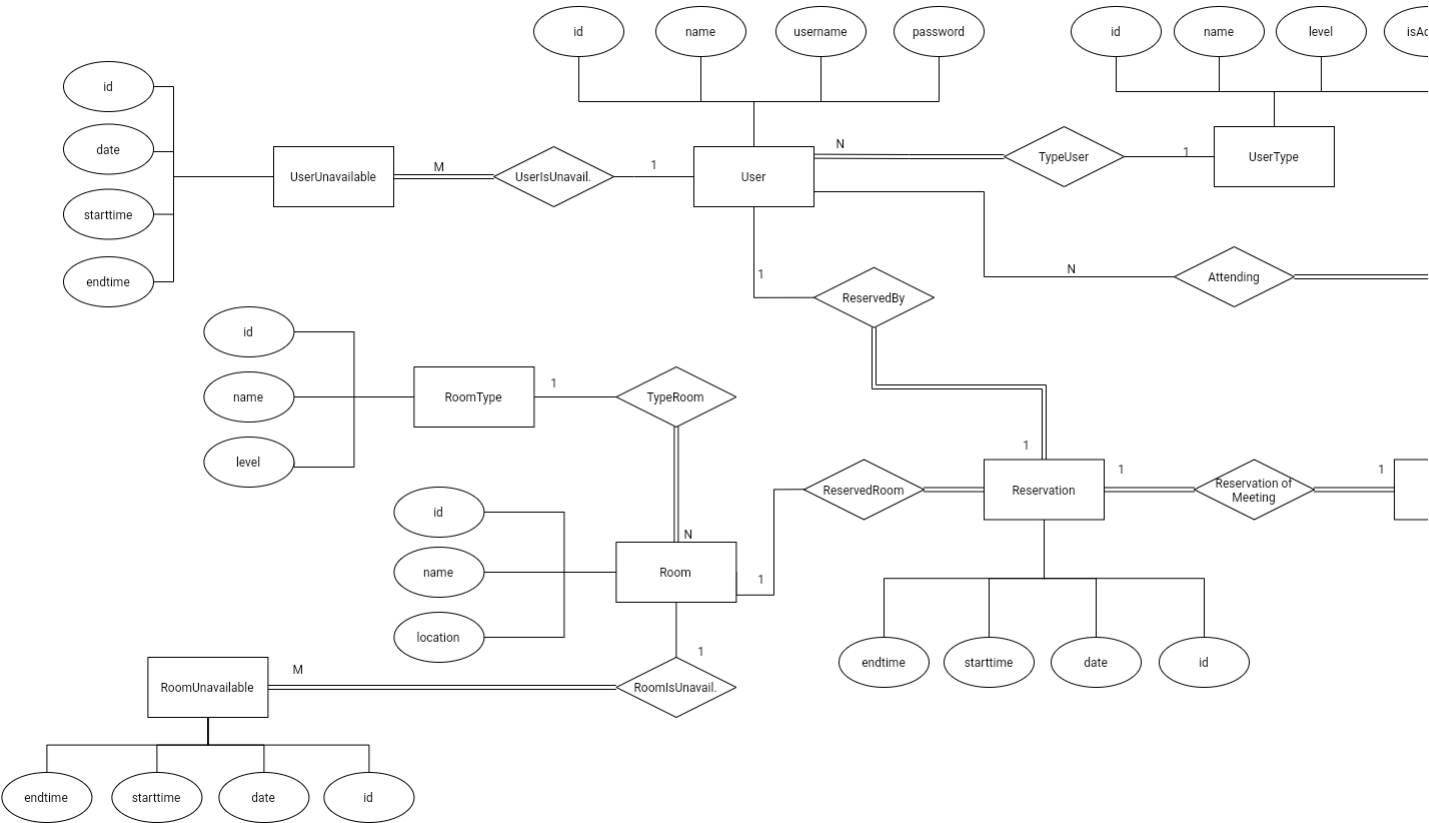 id
name
username
password
id
name
level
id
date
starttime
endtime
UserUnavailable
M
UserIsUnavail.
1
User
N
TypeUser
1
UserType
1
ReservedBy
N
Attending
id
name
level
RoomType
1
TypeRoom
N
1
id
name
location
Room
1
ReservedRoom
Reservation
1
Reservation of
Meeting
1
endtime
starttime
date
id
RoomUnavailable
M
1
RoomIsUnavail.
endtime
starttime
date
id